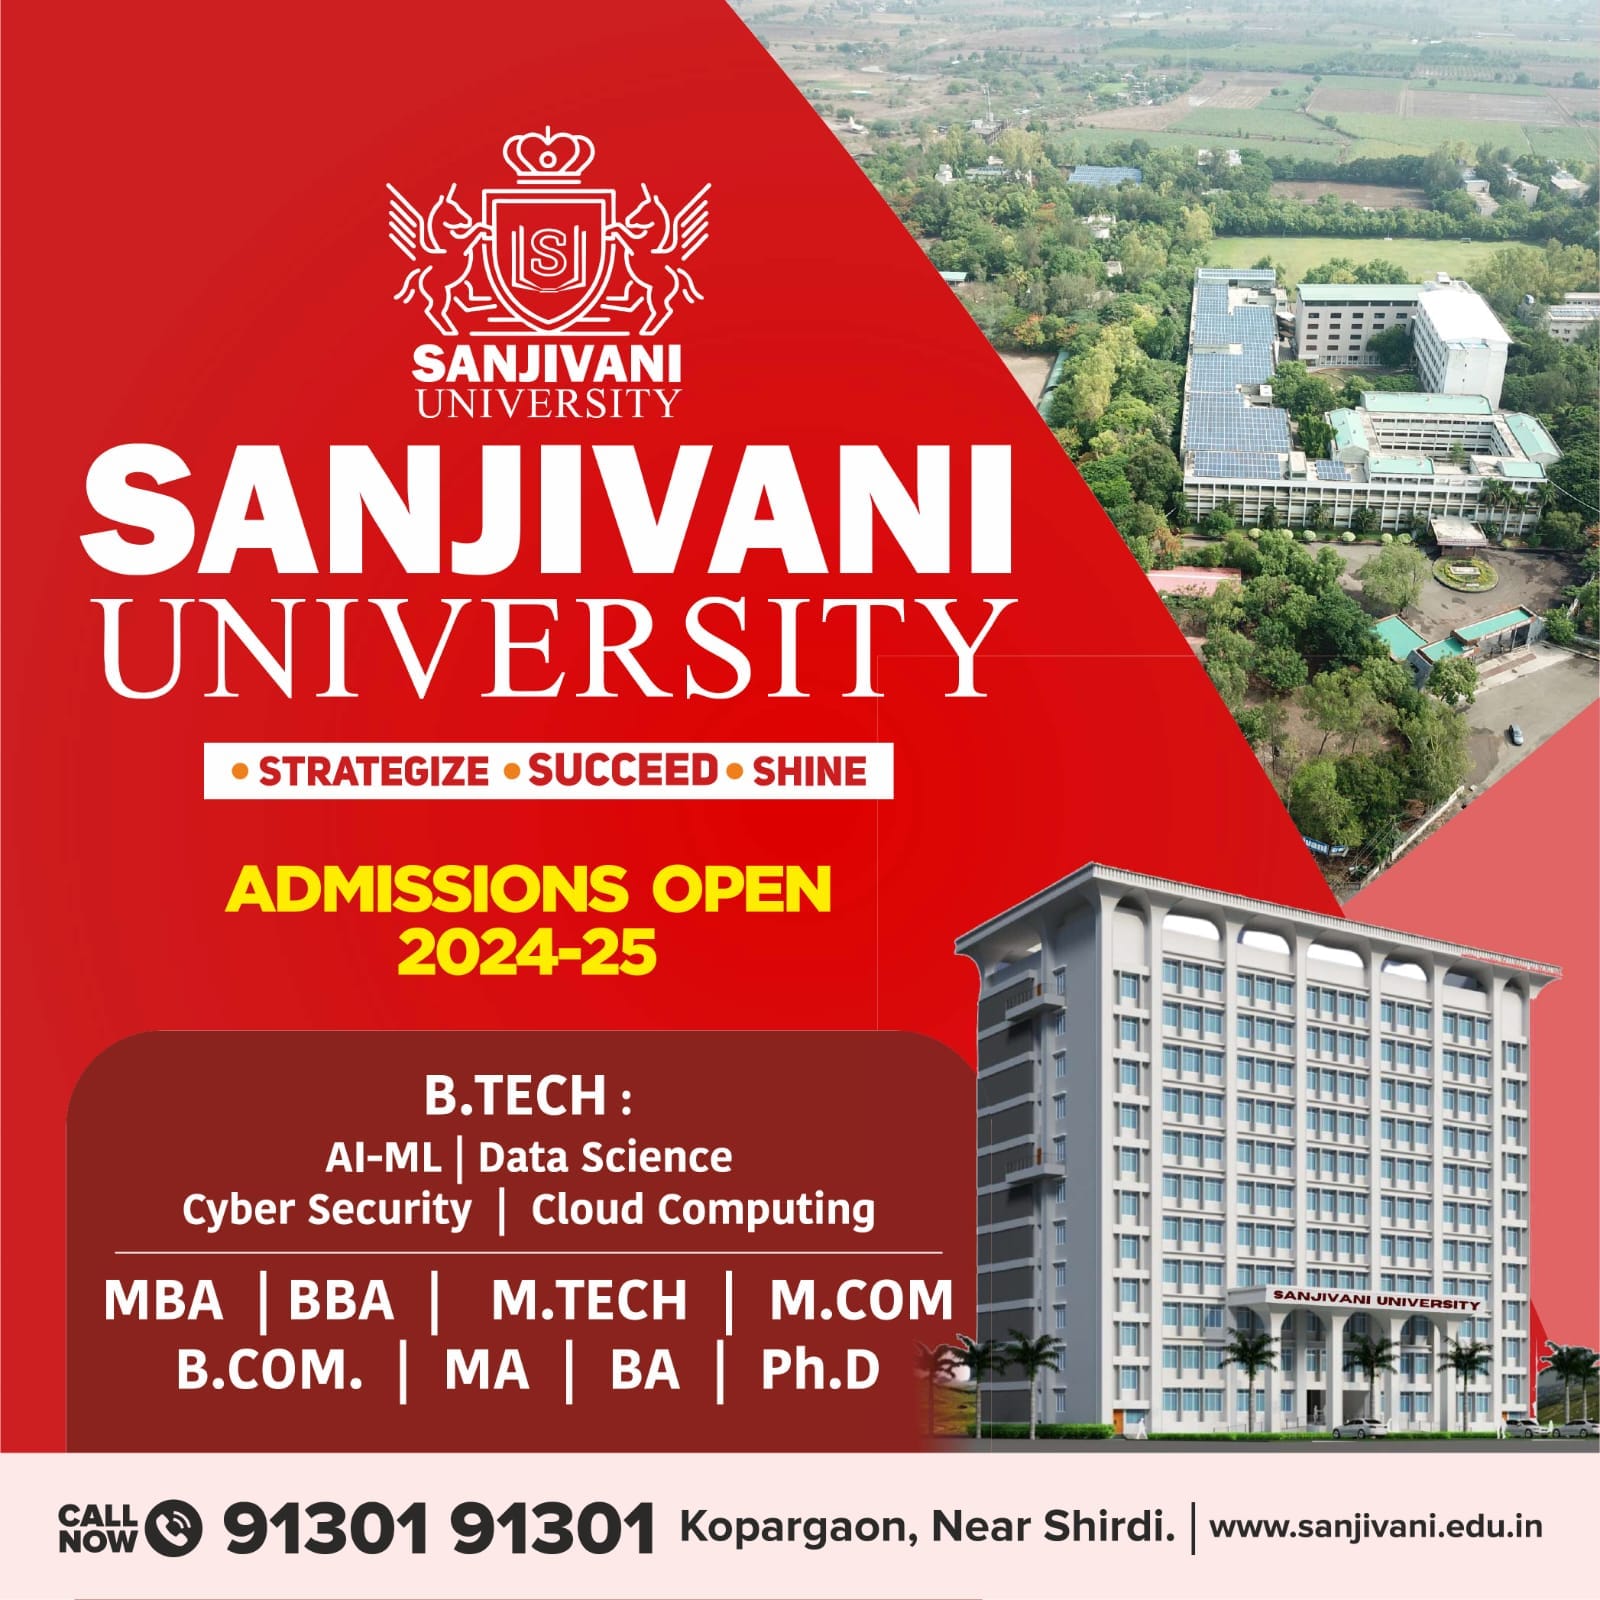 S
SANJIVANI
UNIVERSITY
SANJIVANI
UNIVERSITY
• STRATEGIZE • SUCCEED • SHINE
ADMISSIONS OPEN
2024-25
B.TECH :
AI-ML | Data Science
Cyber Security | Cloud Computing
MBA | BBA | M.TECH | M.COM
B.COM. | MA | BA | Ph.D
SANJIVANI UNIVERSITY
CALL
NOW
91301 91301 Kopargaon, Near Shirdi. | www.sanjivani.edu.in